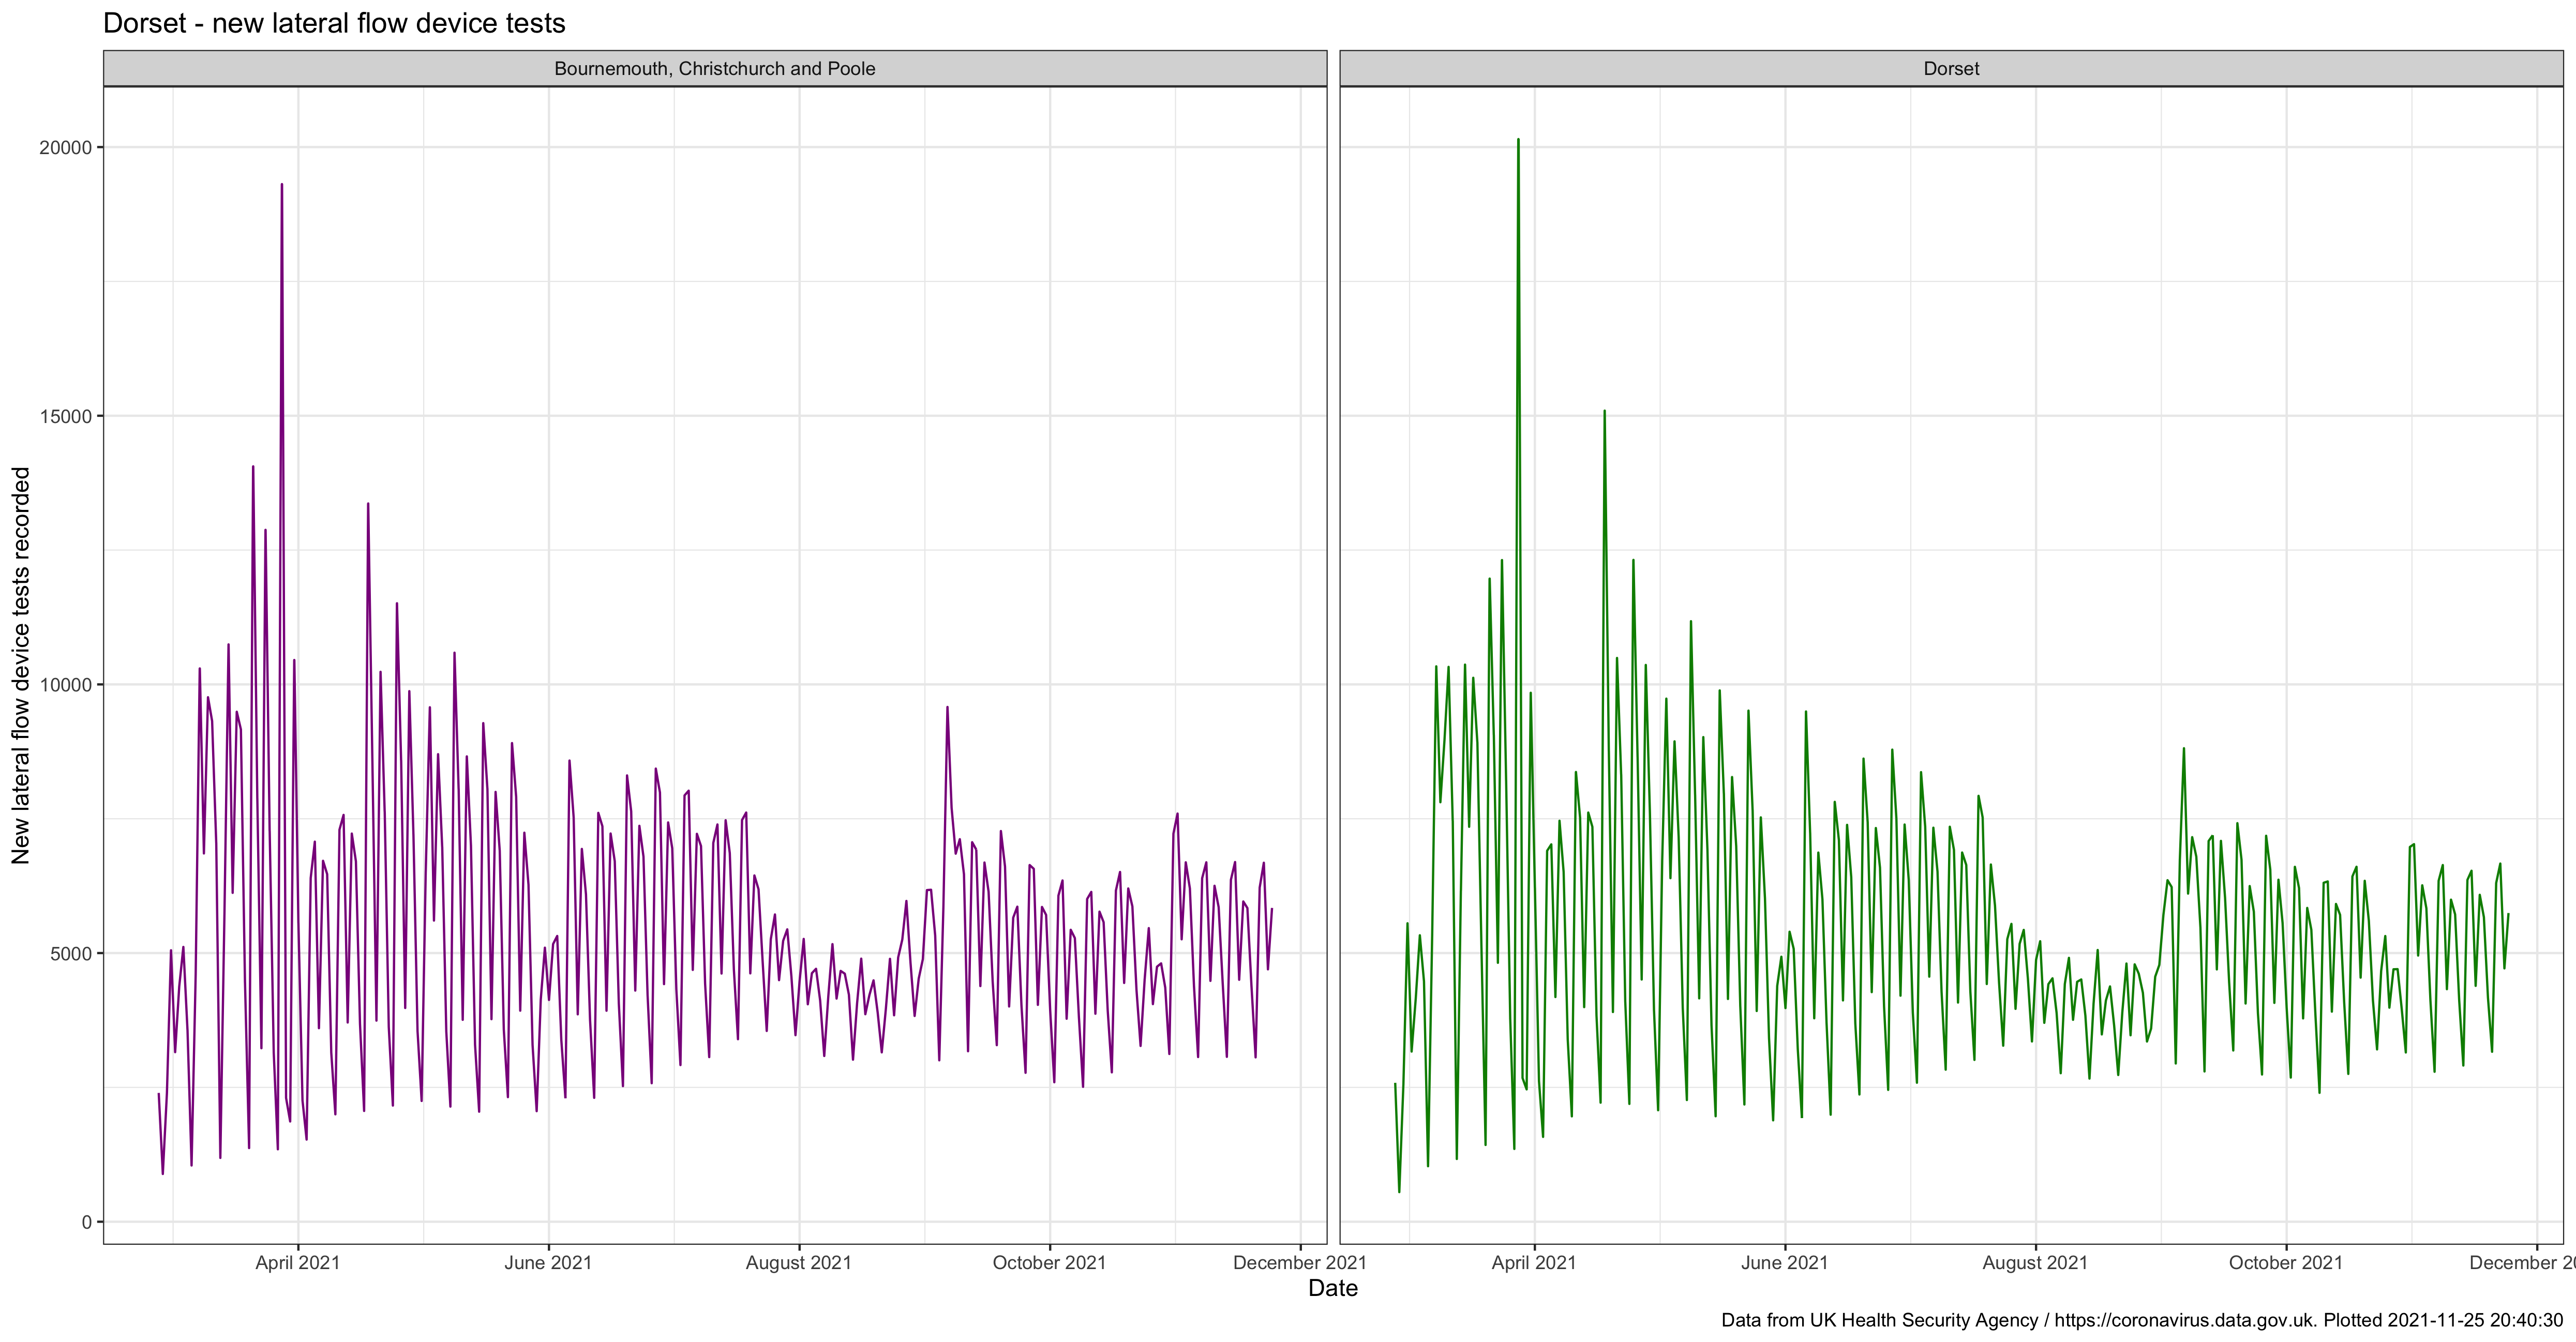 Dorset - new lateral flow device tests
Bournemouth, Christchurch and Poole
Dorset
New lateral flow device tests recorded
20000
15000
10000
5000
0
April 2021
June 2021
August 2021
October 2021
December 2021
April 2021
June 2021
August 2021
October 2021
December 20
Date
Data from UK Health Security Agency / https://coronavirus.data.gov.uk. Plotted 2021-11-25 20:40:30